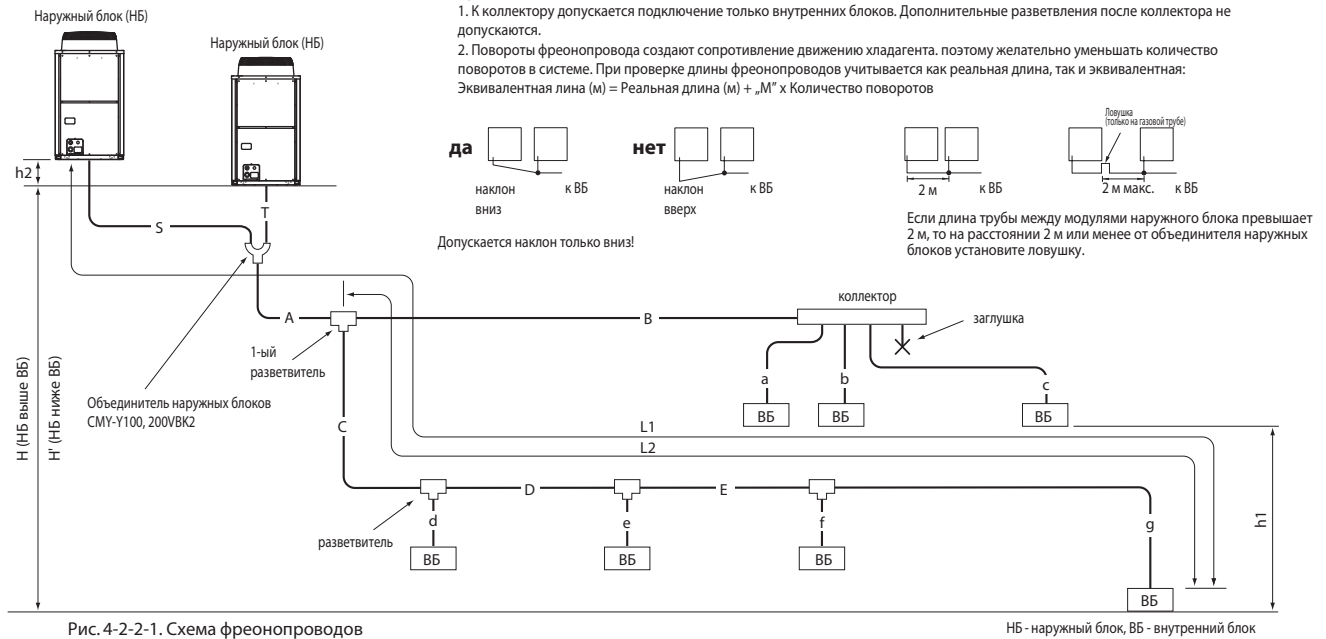 1. К коллектору допускается подключение только внутренних блоков. Дополнительные разветвления после коллектора не
допускаются.
2. Повороты фреонопровода создают сопротивление движению хладагента. поэтому желательно уменьшать количество
поворотов в системе. При проверке длины фреонопроводов учитывается как реальная длина, так и эквивалентная:
Эквивалентная лина (м) = Реальная длина (м) + „М” х Количество поворотов
Наружный блок (НБ)
Наружный блок (НБ)
да
наклон
вниз
к ВБ
нет
наклон
вверх
к ВБ
Допускается наклон только вниз!
2 м
к ВБ
Ловушка
(только на газовой трубе)
2 м макс.
к ВБ
Если длина трубы между модулями наружного блока превышает
2 м, то на расстоянии 2 м или менее от объединителя наружных
блоков установите ловушку.
h2
S
T
A
B
коллектор
заглушка
1-ый
разветвитель
Объединитель наружных блоков
CMY-Y100, 200VBK2
H (НБ выше ВБ)
H' (НБ ниже ВБ)
a
b
c
ВБ
ВБ
ВБ
C
L1
L2
D
E
d
e
f
g
h1
разветвитель
ВБ
ВБ
ВБ
ВБ
Рис. 4-2-2-1. Схема фреонопроводов
НБ - наружный блок, ВБ - внутренний блок